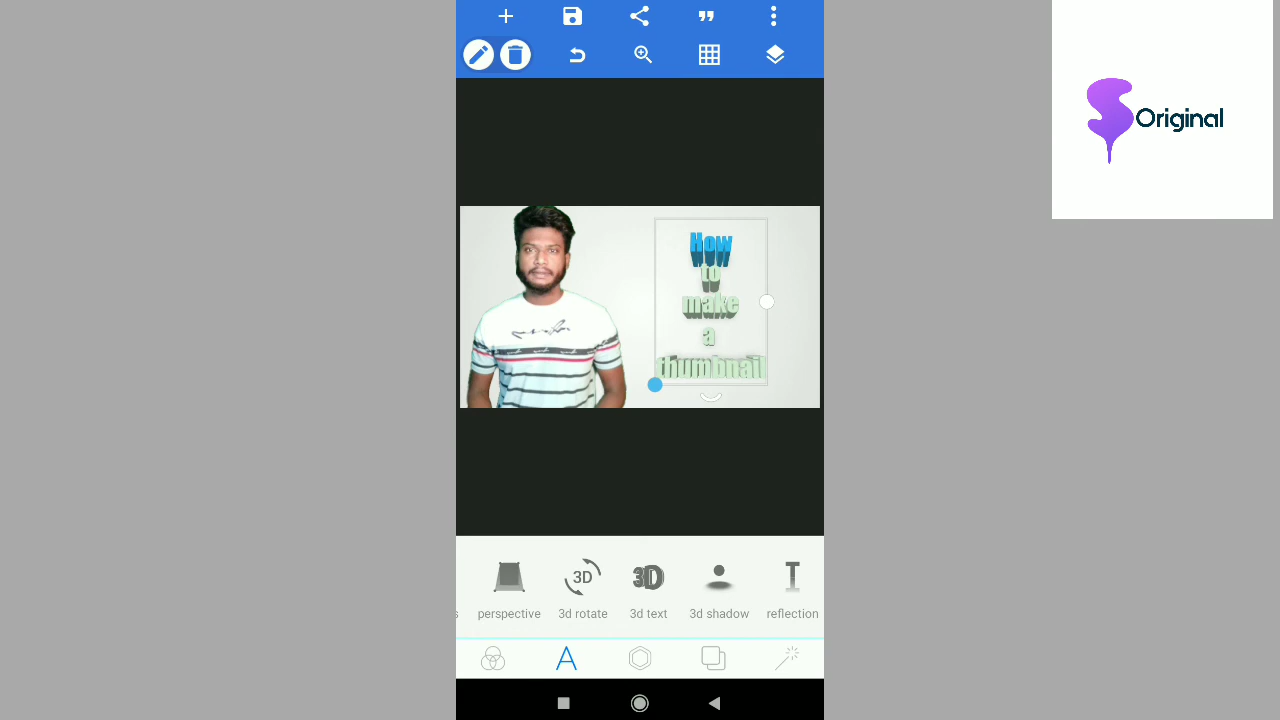 Original
How
to
make
a
thumbnail
perspective
3D
3d rotate
3D
3d text
3d shadow
reflection